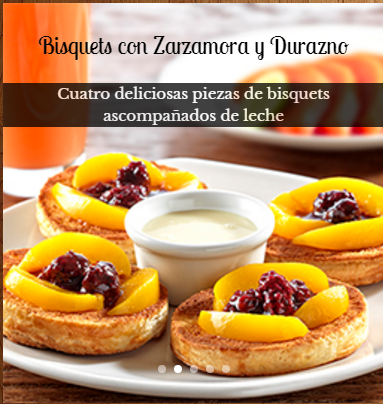 Bisquets con Zarzamora y Durazno
Cuatro deliciosas piezas de bisquets
ascompañados de leche